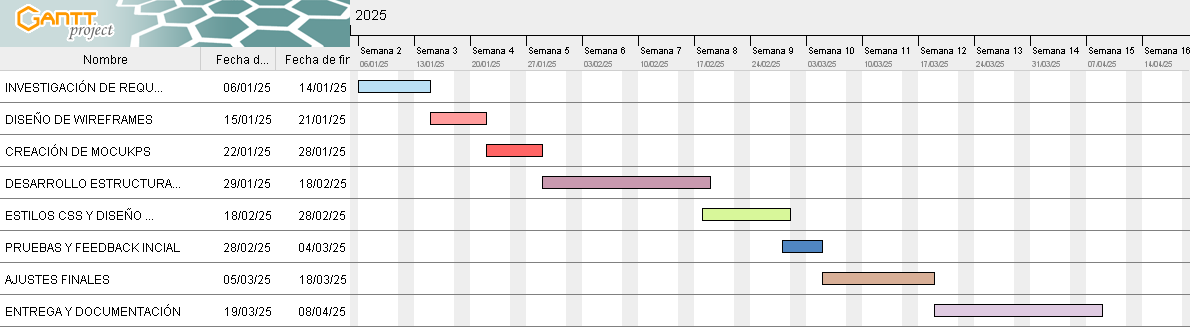 GANTT
project
2025
Semana 2 Semana 3 Semana 4 Semana 5 Semana 6 Semana 7 Semana 8 Semana 9 Semana 10 Semana 11 Semana 12 Semana 13 Semana 14 Semana 15 Semana 16
Nombre Fecha d... Fecha de fin 06/01/25 13/01/25 20/01/25 27/01/25 03/02/25 10/02/25 17/02/25 24/02/25 03/03/25 10/03/25 17/03/25 24/03/25 31/03/25 07/04/25 14/04/25
INVESTIGACIÓN DE REQU... 06/01/25 14/01/25
DISEÑO DE WIREFRAMES 15/01/25 21/01/25
CREACIÓN DE MOCUKPS 22/01/25 28/01/25
DESARROLLO ESTRUCTURA... 29/01/25 18/02/25
ESTILOS CSS Y DISEÑO ... 18/02/25 28/02/25
PRUEBAS Y FEEDBACK INCIAL 28/02/25 04/03/25
AJUSTES FINALES 05/03/25 18/03/25
ENTREGA Y DOCUMENTACIÓN 19/03/25 08/04/25